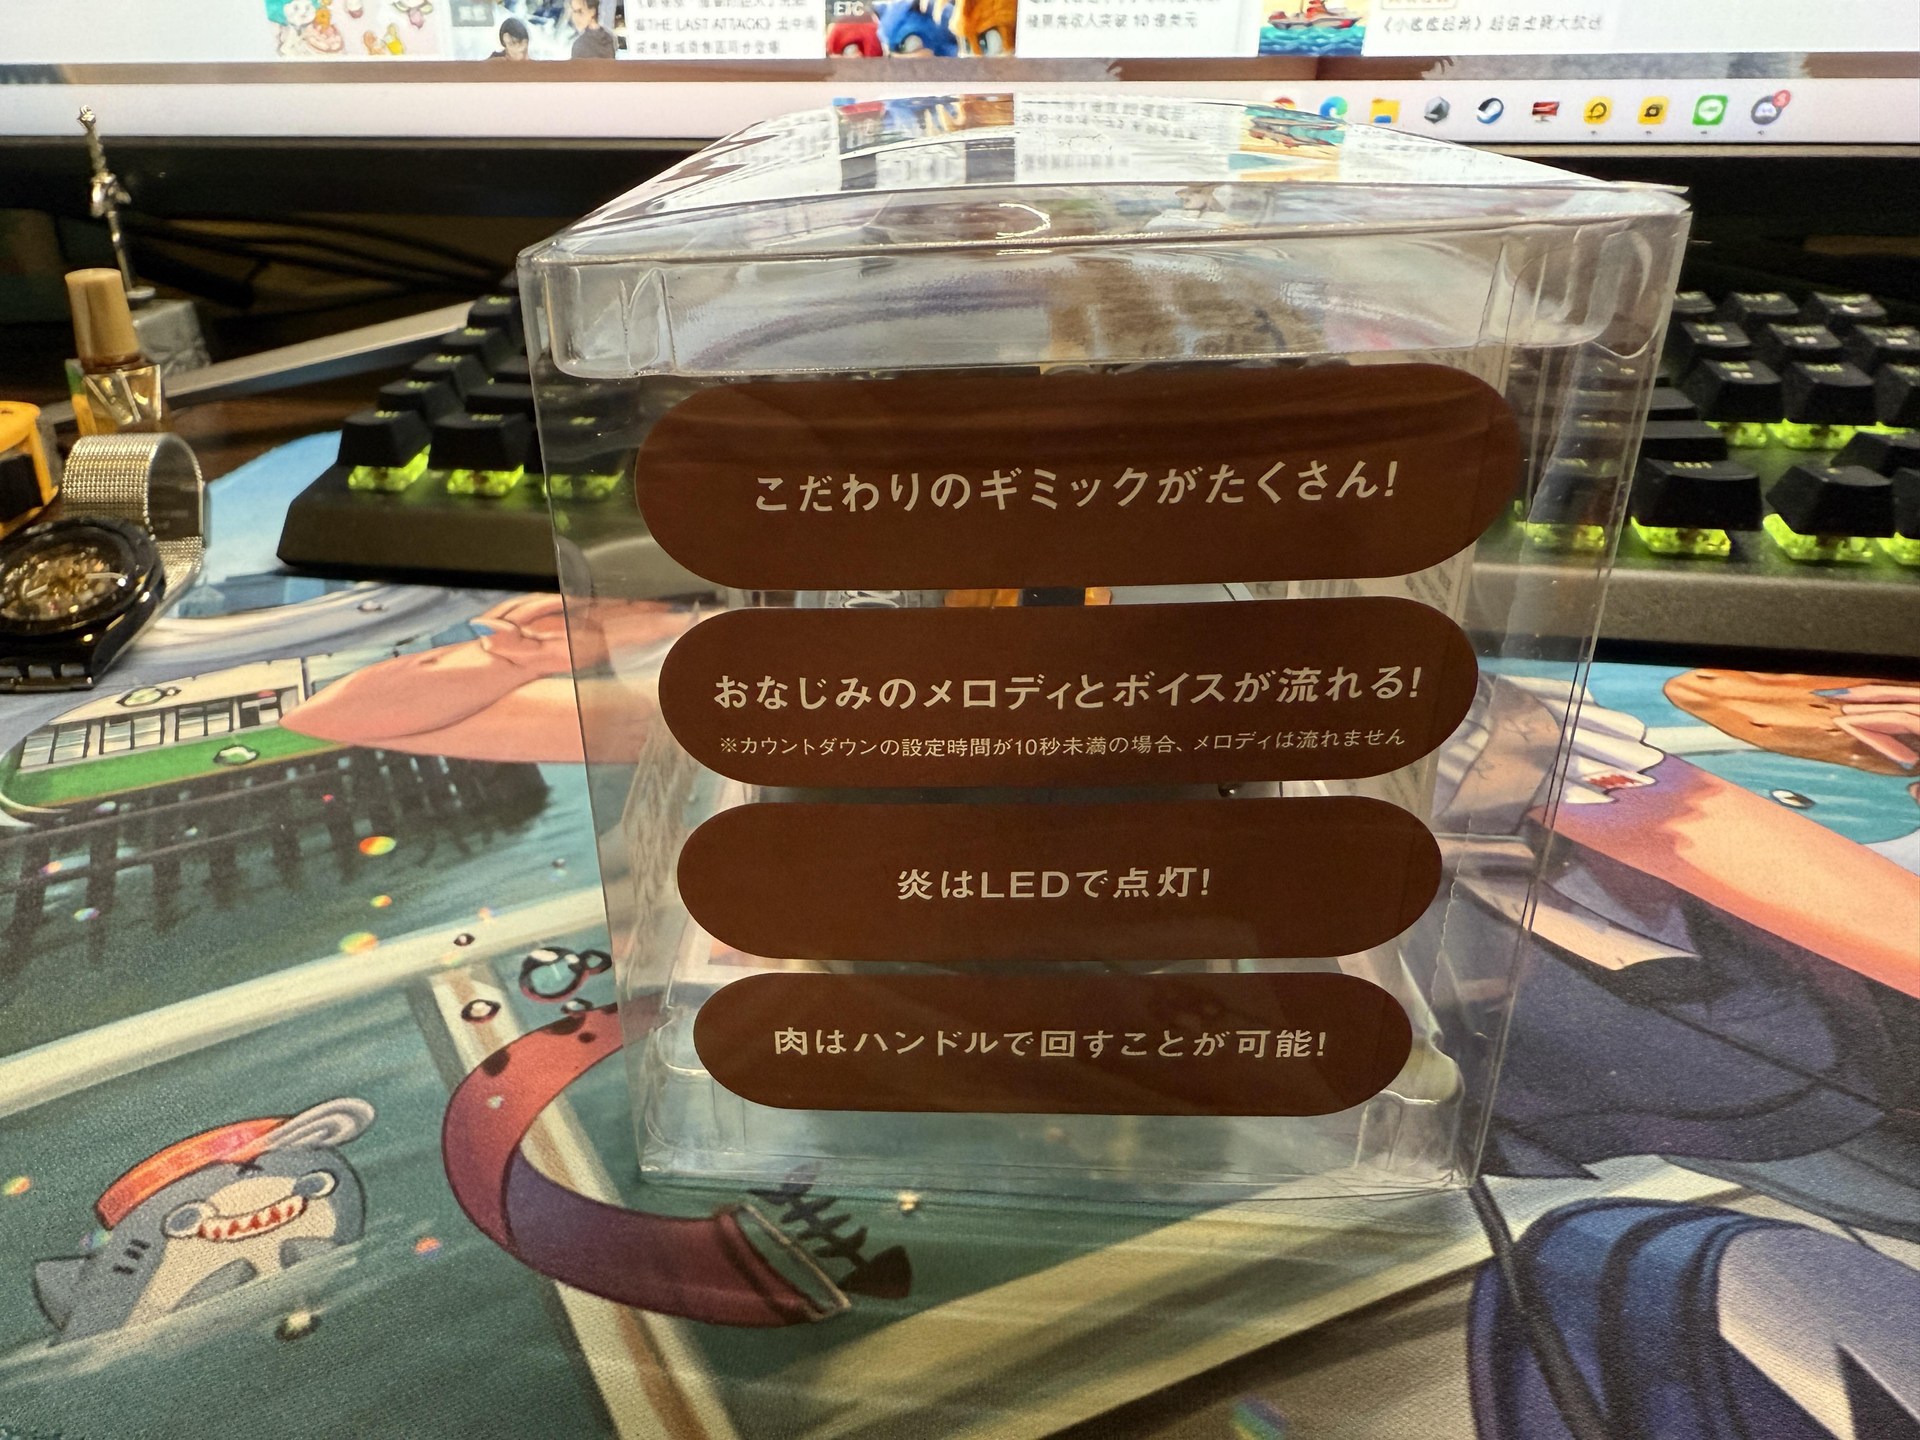 THE LAST ATTACK
ETC
こだわりのギミックがたくさん!
おなじみのメロディとボイスが流れる!
※カウントダウンの設定時間が10秒未満の場合、メロディは流れません
炎はLEDで点灯!
肉はハンドルで回すことが可能!